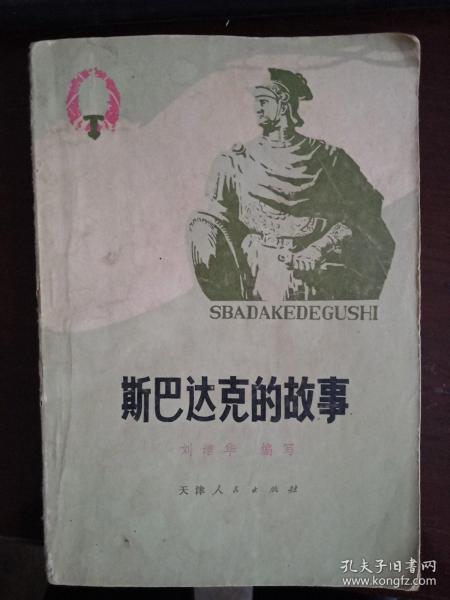 SBADAKEDEGUSHI
斯巴达克的故事
刘继华 编写
天津人民出版社
孔夫子旧书网
www.kongfz.com